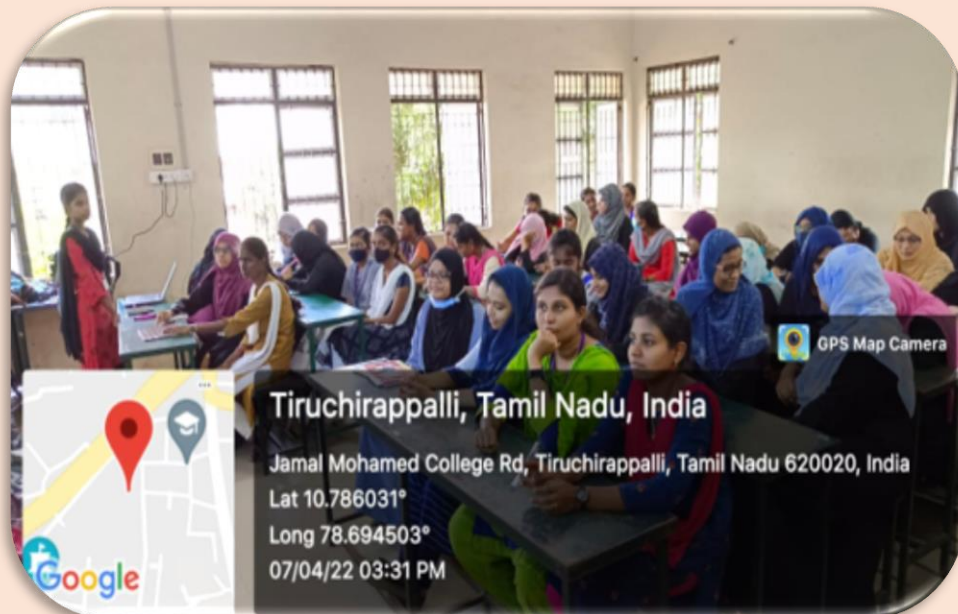 GPS Map Camera
Tiruchirappalli, Tamil Nadu, India
Jamal Mohamed College Rd, Tiruchirappalli, Tamil Nadu 620020, India
Lat 10.786031°
Long 78.694503°
07/04/22 03:31 PM
Google